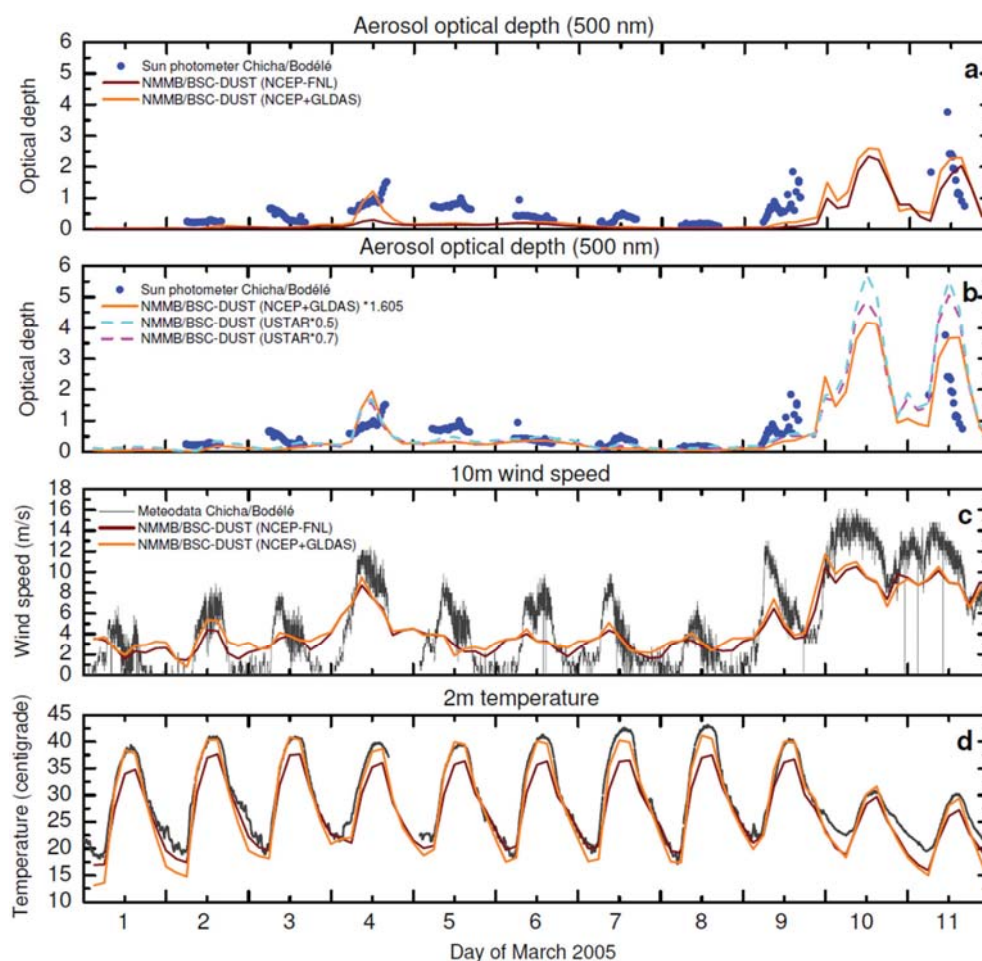 Aerosol optical depth (500 nm)
6
5
4
3
2
1
0
Optical depth
Sun photometer Chicha/Bodélé
NMMB/BSC-DUST (NCEP-FNL)
NMMB/BSC-DUST (NCEP+GLDAS)
a
Aerosol optical depth (500 nm)
6
5
4
3
2
1
0
Optical depth
Sun photometer Chicha/Bodélé
NMMB/BSC-DUST (NCEP+GLDAS) *1.605
NMMB/BSC-DUST (USTAR*0.5)
NMMB/BSC-DUST (USTAR*0.7)
b
10m wind speed
18
16
14
12
10
8
6
4
2
0
Wind speed (m/s)
Meteodata Chicha/Bodélé
NMMB/BSC-DUST (NCEP-FNL)
NMMB/BSC-DUST (NCEP+GLDAS)
c
2m temperature
45
40
35
30
25
20
15
10
Temperature (centigrade)
d
1 2 3 4 5 6 7 8 9 10 11
Day of March 2005